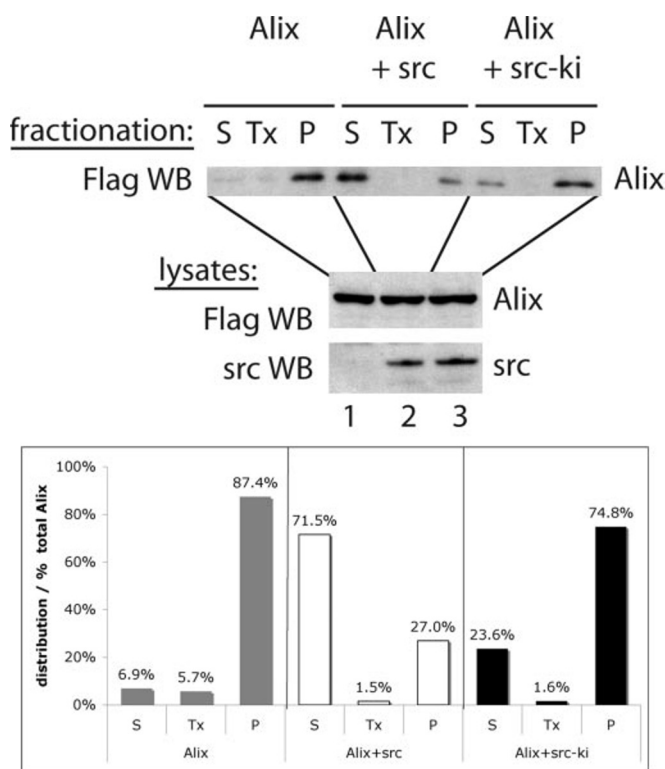 Alix Alix Alix
+ src + src-ki
fractionation: S Tx P S Tx P S Tx P
Flag WB Alix
lysates:
Alix
Flag WB
src WB src
1 2 3
100%
87.4%
80% 71.5% 74.8%
60%
40%
27.0% 23.6%
20%
6.9% 5.7% 1.5% 1.6%
0%
distribution / % total Alix
S Tx P S Tx P S Tx P
Alix Alix+src Alix+src-ki